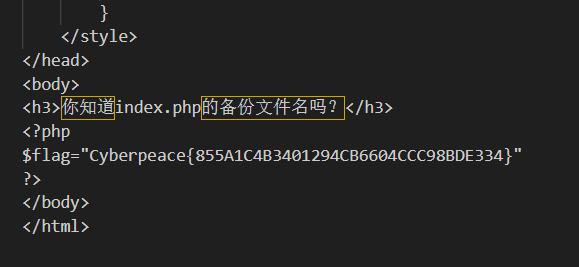 }
</style>
</head>
<body>
<h3>你知道index.php的备份文件名吗？</h3>
<?php
$flag="Cyberpeace{855A1C4B3401294CB6604CCC98BDE334}"
?>
</body>
</html>